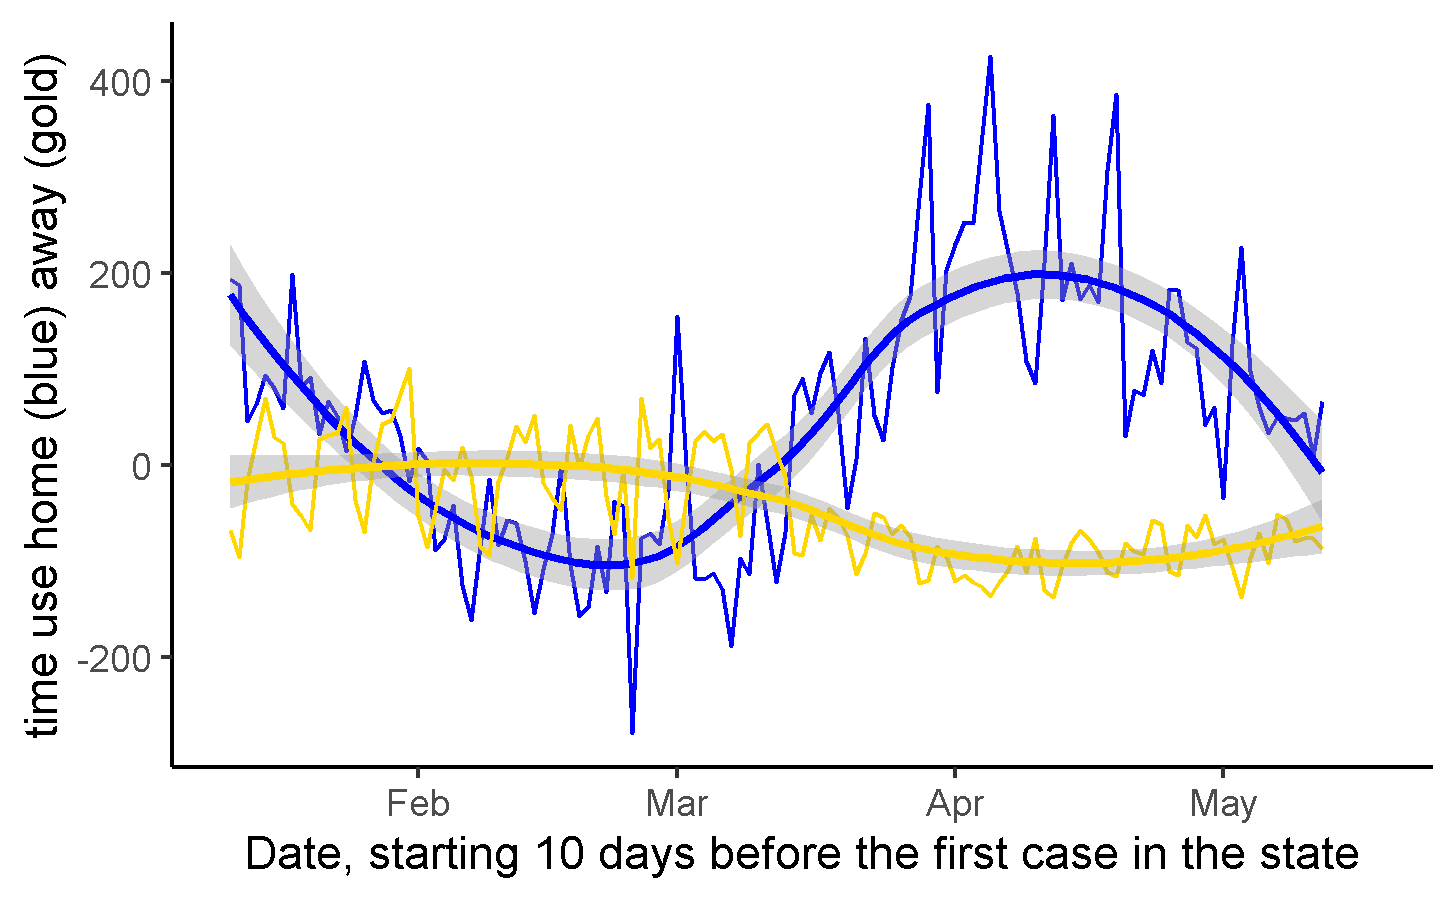 time use home (blue) away (gold)
400
200
0
-200
Feb
Mar
Apr
May
Date, starting 10 days before the first case in the state